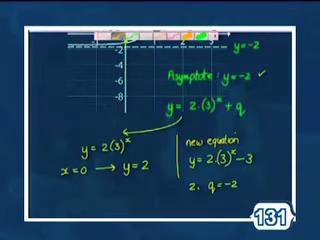 -2
y = -2
-4
-6
-8
Asymptote: y = -2 ✓
y = 2.(3)^x + q
y = 2(3)^x
x = 0 → y = 2
new equation
y = 2.(3)^x - 3
2. q = -2
131